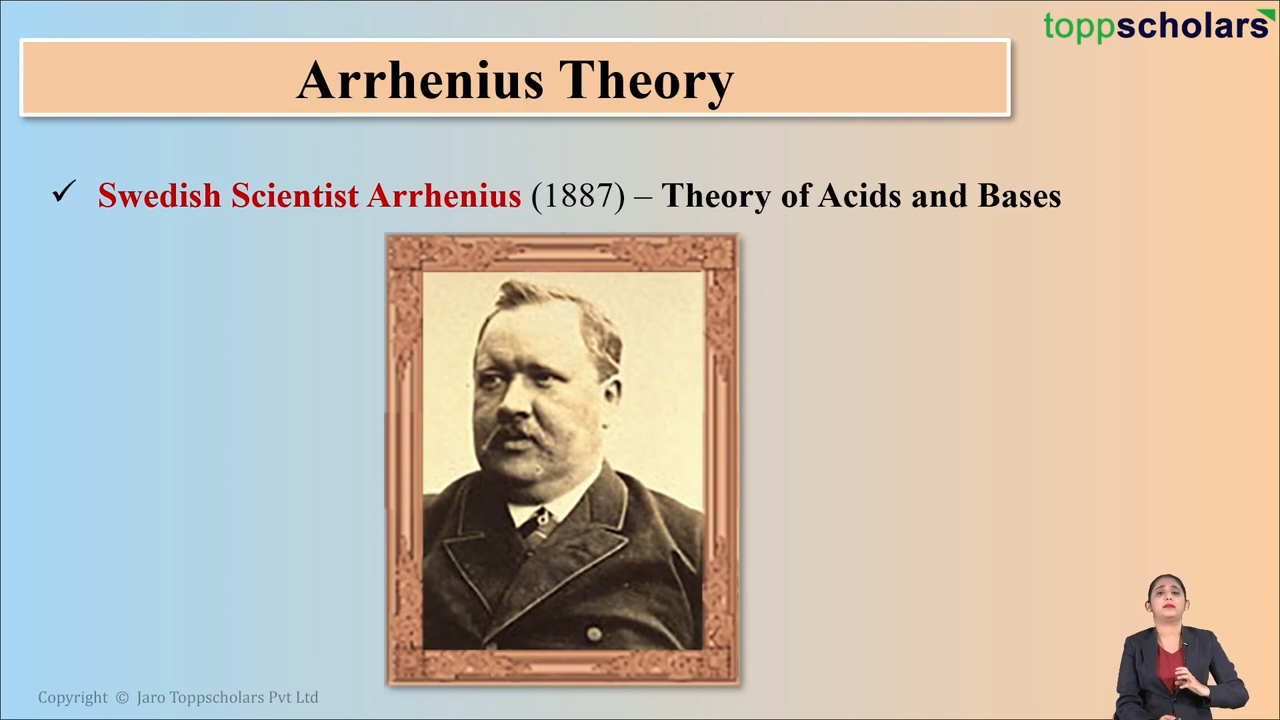 toppscholars
Arrhenius Theory
✓ Swedish Scientist Arrhenius (1887) – Theory of Acids and Bases
Copyright © Jaro Toppscholars Pvt Ltd